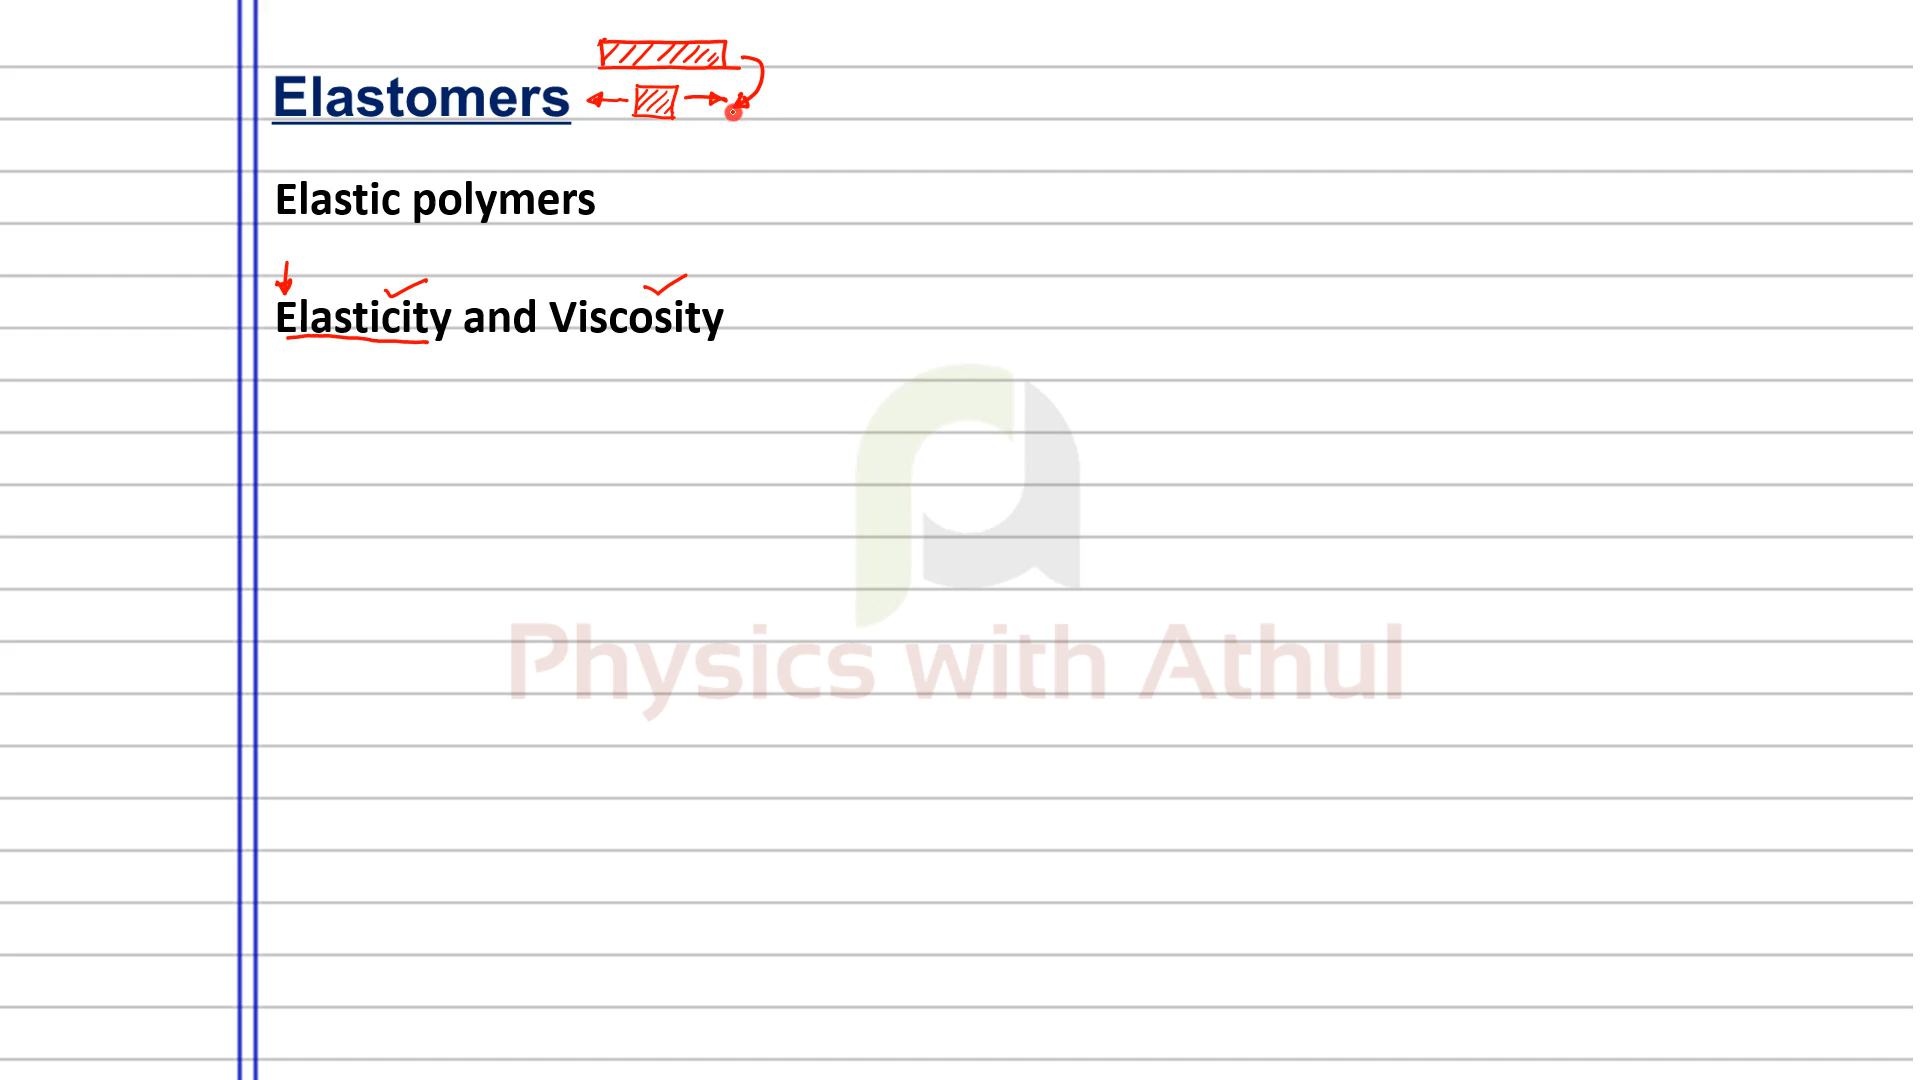 Elastomers
Elastic polymers
Elasticity and Viscosity
Physics with Athul